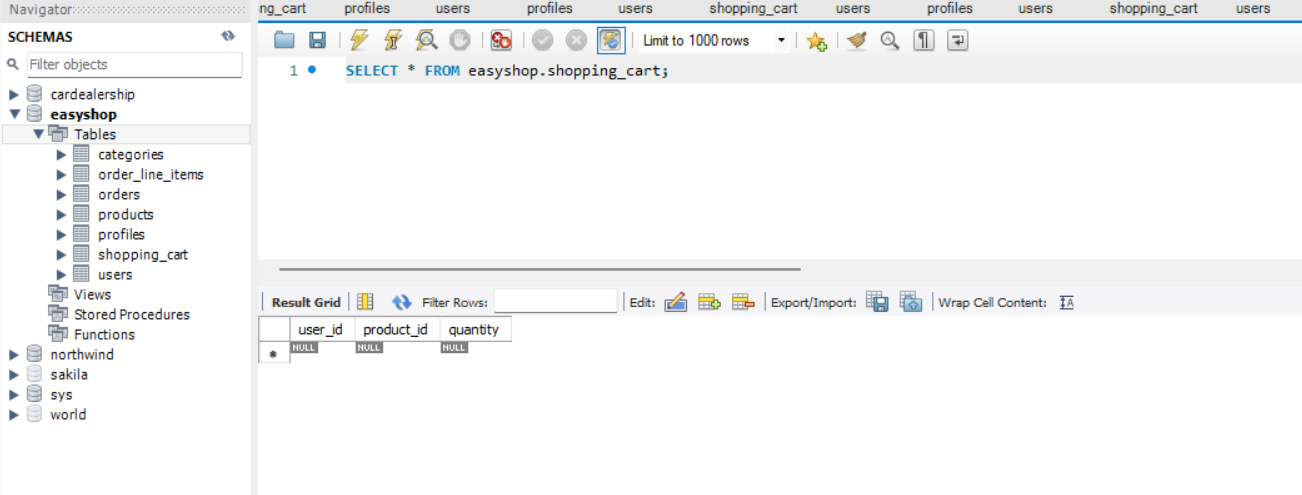 Navigator
ng_cart profiles users profiles users shopping_cart users profiles users shopping_cart users
SCHEMAS
Filter objects
cardealership
easyshop
Tables
categories
order_line_items
orders
products
profiles
shopping_cart
users
Views
Stored Procedures
Functions
northwind
sakila
sys
world
Limit to 1000 rows
1 SELECT * FROM easyshop.shopping_cart;
Result Grid Filter Rows: Edit: Export/Import: Wrap Cell Content:
user_id product_id quantity
* NULL NULL NULL